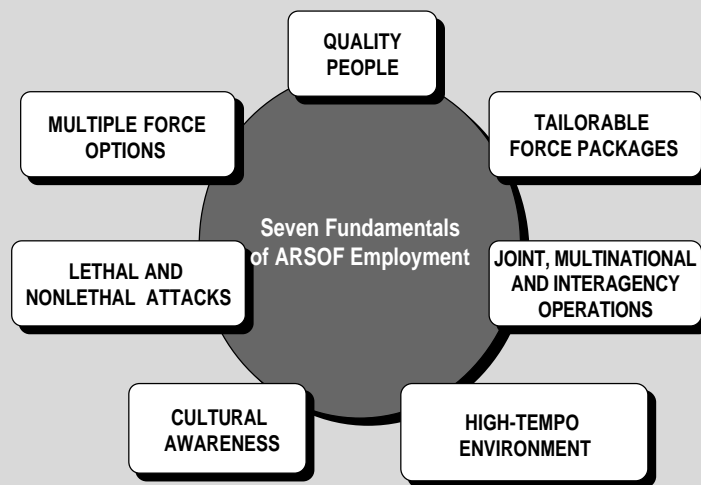 QUALITY
PEOPLE
MULTIPLE FORCE
OPTIONS
TAILORABLE
FORCE PACKAGES
Seven Fundamentals
of ARSOF Employment
LETHAL AND
NONLETHAL ATTACKS
JOINT, MULTINATIONAL
AND INTERAGENCY
OPERATIONS
CULTURAL
AWARENESS
HIGH-TEMPO
ENVIRONMENT